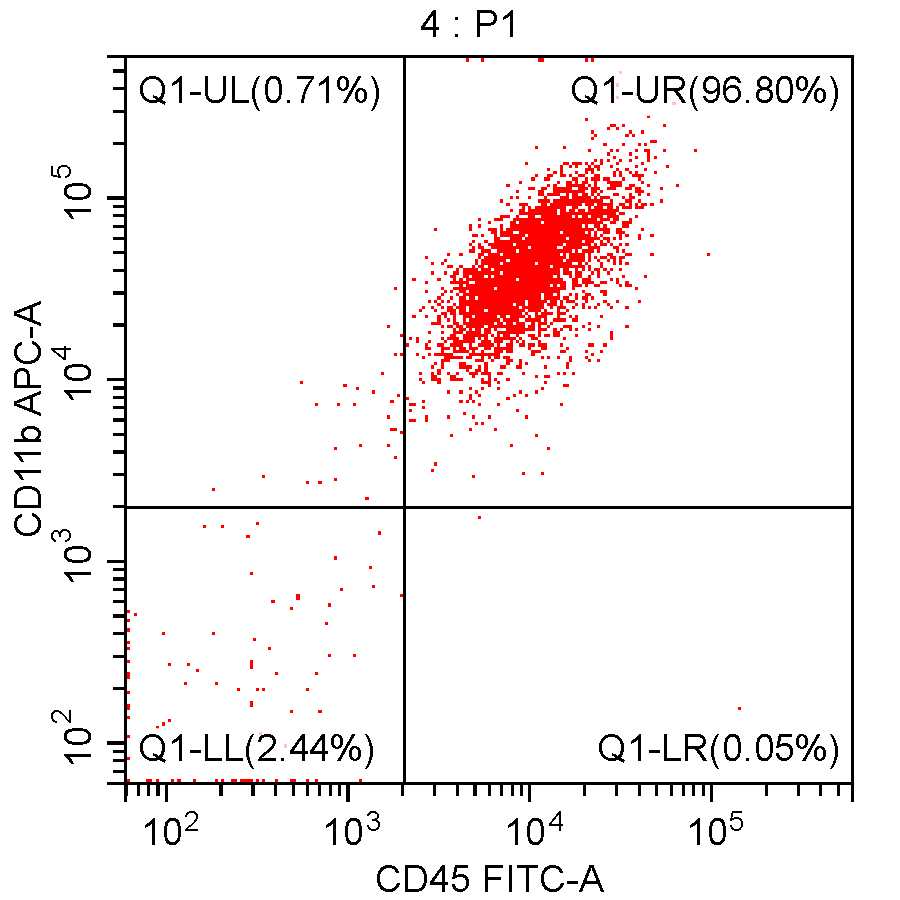 4 : P1
Q1-UL(0.71%)
Q1-UR(96.80%)
10^5
10^4
10^3
10^2
CD11b APC-A
Q1-LL(2.44%)
Q1-LR(0.05%)
10^2 10^3 10^4 10^5
CD45 FITC-A